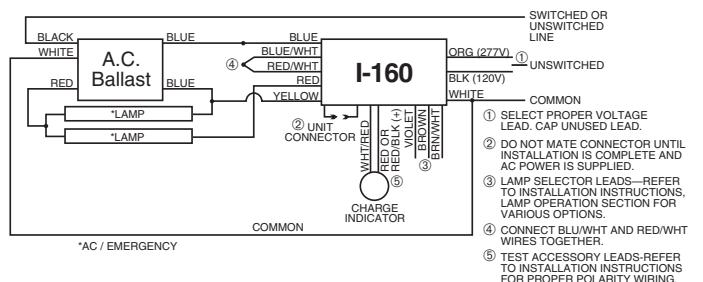 SWITCHED OR
UNSWITCHED
LINE
BLACK
BLUE
BLUE
WHITE
BLUE/WHT
ORG (277V)
①
A.C.
Ballast
④
RED/WHT
I-160
UNSWITCHED
RED
BLUE
RED
BLK (120V)
YELLOW
WHITE
COMMON
*LAMP
*LAMP
② UNIT
CONNECTOR
WHT/RED
RED OR
RED/BLK (+)
VIOLET
BROWN
BRN/WHT
③
⑤
CHARGE
INDICATOR
COMMON
*AC / EMERGENCY
① SELECT PROPER VOLTAGE
LEAD. CAP UNUSED LEAD.
② DO NOT MATE CONNECTOR UNTIL
INSTALLATION IS COMPLETE AND
AC POWER IS SUPPLIED.
③ LAMP SELECTOR LEADS—REFER
TO INSTALLATION INSTRUCTIONS,
LAMP OPERATION SECTION FOR
VARIOUS OPTIONS.
④ CONNECT BLU/WHT AND RED/WHT
WIRES TOGETHER.
⑤ TEST ACCESSORY LEADS-REFER
TO INSTALLATION INSTRUCTIONS
FOR PROPER POLARITY WIRING.